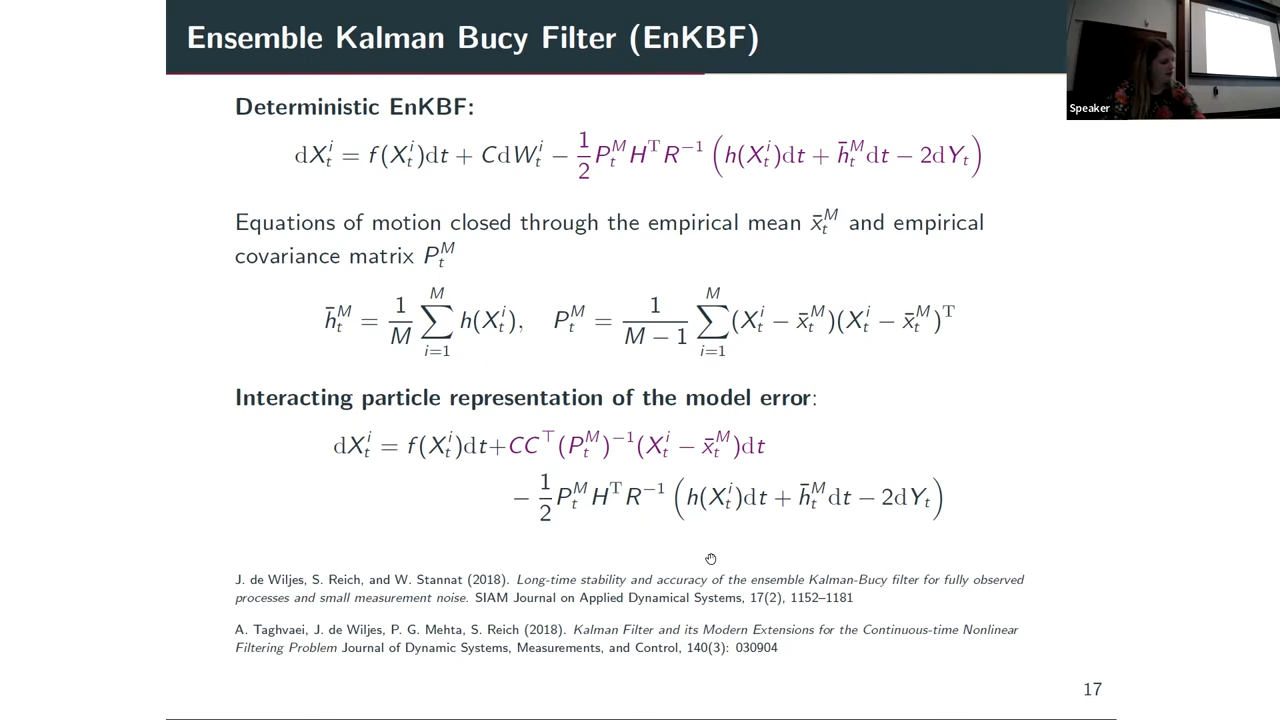 Ensemble Kalman Bucy Filter (EnKBF)
Speaker
Deterministic EnKBF:
dX_t^i = f(X_t^i)dt + CdW_t^i − 1/2 P_t^M H^T R^{−1} ( h(X_t^i)dt + h̄_t^M dt − 2dY_t )
Equations of motion closed through the empirical mean x̄_t^M and empirical
covariance matrix P_t^M
h̄_t^M = 1/M ∑_{i=1}^M h(X_t^i), P_t^M = 1/(M − 1) ∑_{i=1}^M (X_t^i − x̄_t^M)(X_t^i − x̄_t^M)^T
Interacting particle representation of the model error:
dX_t^i = f(X_t^i)dt+CC^⊤(P_t^M)^{−1}(X_t^i − x̄_t^M)dt
− 1/2 P_t^M H^T R^{−1} ( h(X_t^i)dt + h̄_t^M dt − 2dY_t )
J. de Wiljes, S. Reich, and W. Stannat (2018). Long-time stability and accuracy of the ensemble Kalman-Bucy filter for fully observed
processes and small measurement noise. SIAM Journal on Applied Dynamical Systems, 17(2), 1152–1181
A. Taghvaei, J. de Wiljes, P. G. Mehta, S. Reich (2018). Kalman Filter and its Modern Extensions for the Continuous-time Nonlinear
Filtering Problem Journal of Dynamic Systems, Measurements, and Control, 140(3): 030904
17